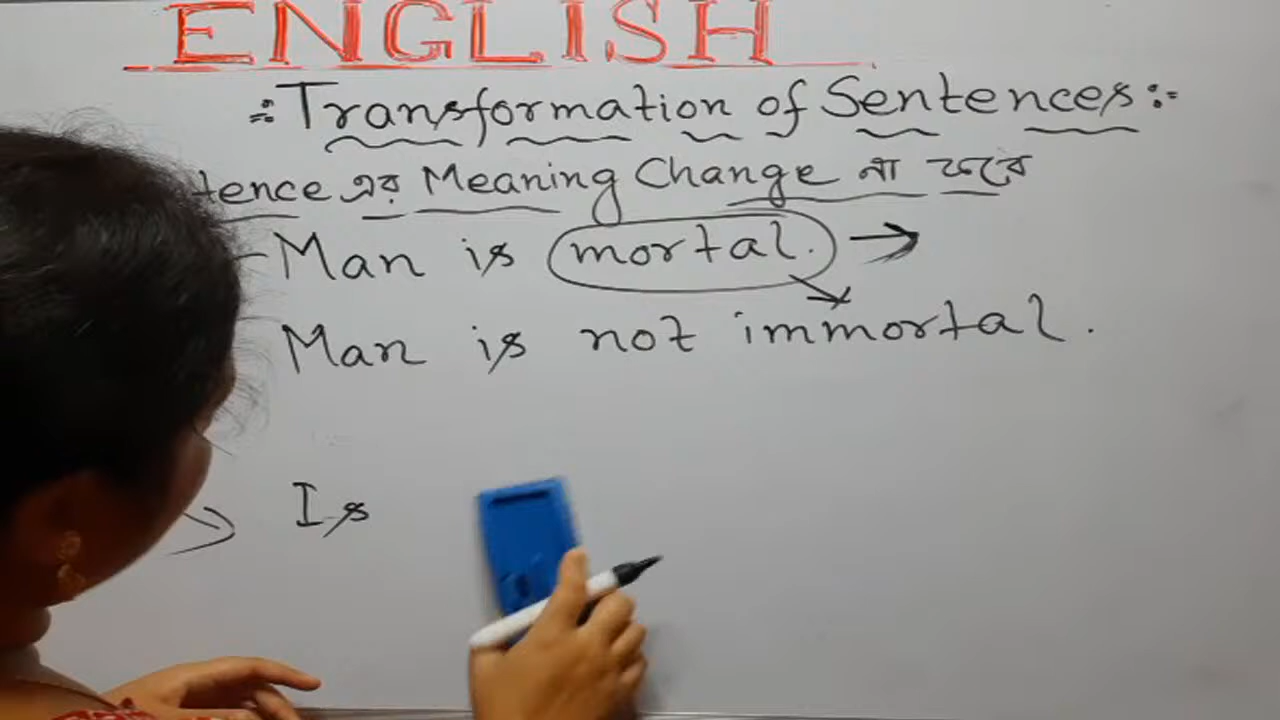 ENGLISH
:- Transformation of Sentences :-
tence এর Meaning Change না করে
Man is mortal. →
Man is not immortal.
→ Is